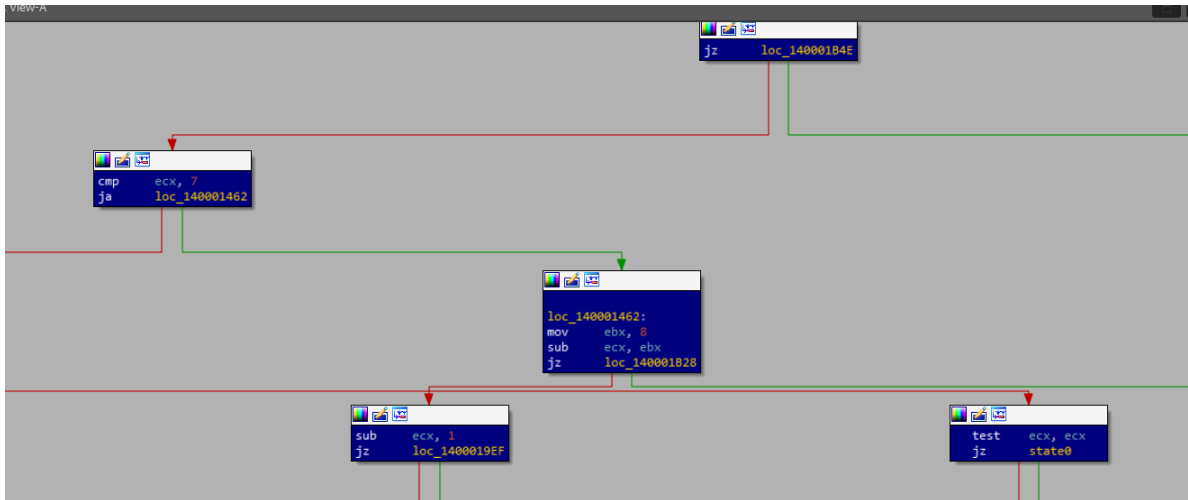 View-A
jz loc_140001B4E
cmp ecx, 7
ja loc_140001462
loc_140001462:
mov ebx, 8
sub ecx, ebx
jz loc_140001B28
sub ecx, 1
jz loc_1400019EF
test ecx, ecx
jz state0